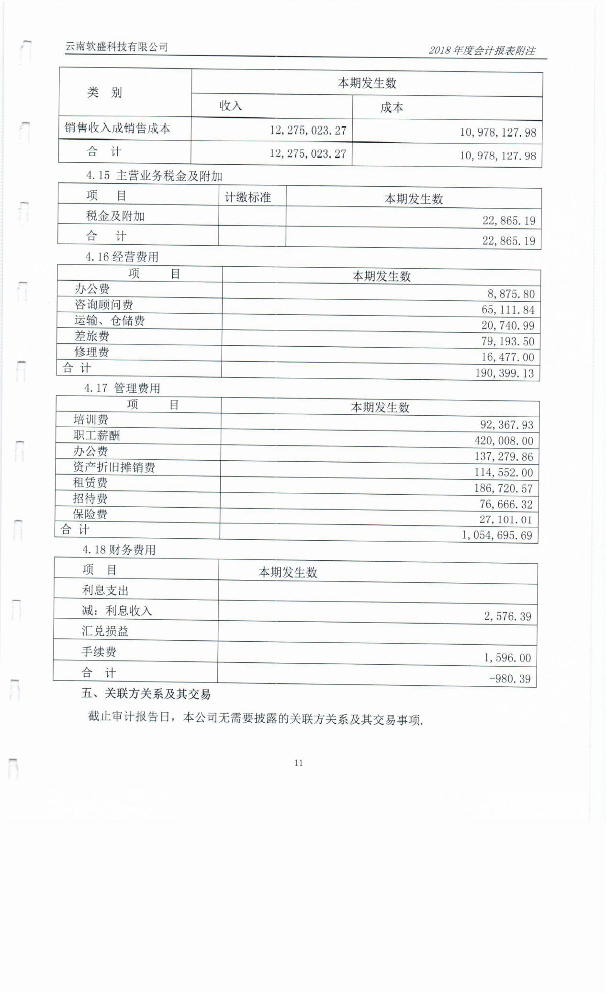 云南软盛科技有限公司 2018年度会计报表附注
类 别 本期发生数
收入 成本
销售收入成销售成本 12,275,023.27 10,978,127.98
合 计 12,275,023.27 10,978,127.98
4.15 主营业务税金及附加
项 目 计缴标准 本期发生数
税金及附加 22,865.19
合 计 22,865.19
4.16经营费用
项 目 本期发生数
办公费 8,875.80
咨询顾问费 65,111.84
运输、仓储费 20,740.99
差旅费 79,193.50
修理费 16,477.00
合 计 190,399.13
4.17 管理费用
项 目 本期发生数
培训费 92,367.93
职工薪酬 420,008.00
办公费 137,279.86
资产折旧摊销费 114,552.00
租赁费 186,720.57
招待费 76,666.32
保险费 27,101.01
合 计 1,054,695.69
4.18财务费用
项 目 本期发生数
利息支出
减：利息收入 2,576.39
汇兑损益
手续费 1,596.00
合 计 -980.39
五、关联方关系及其交易
截止审计报告日，本公司无需要披露的关联方关系及其交易事项.
11